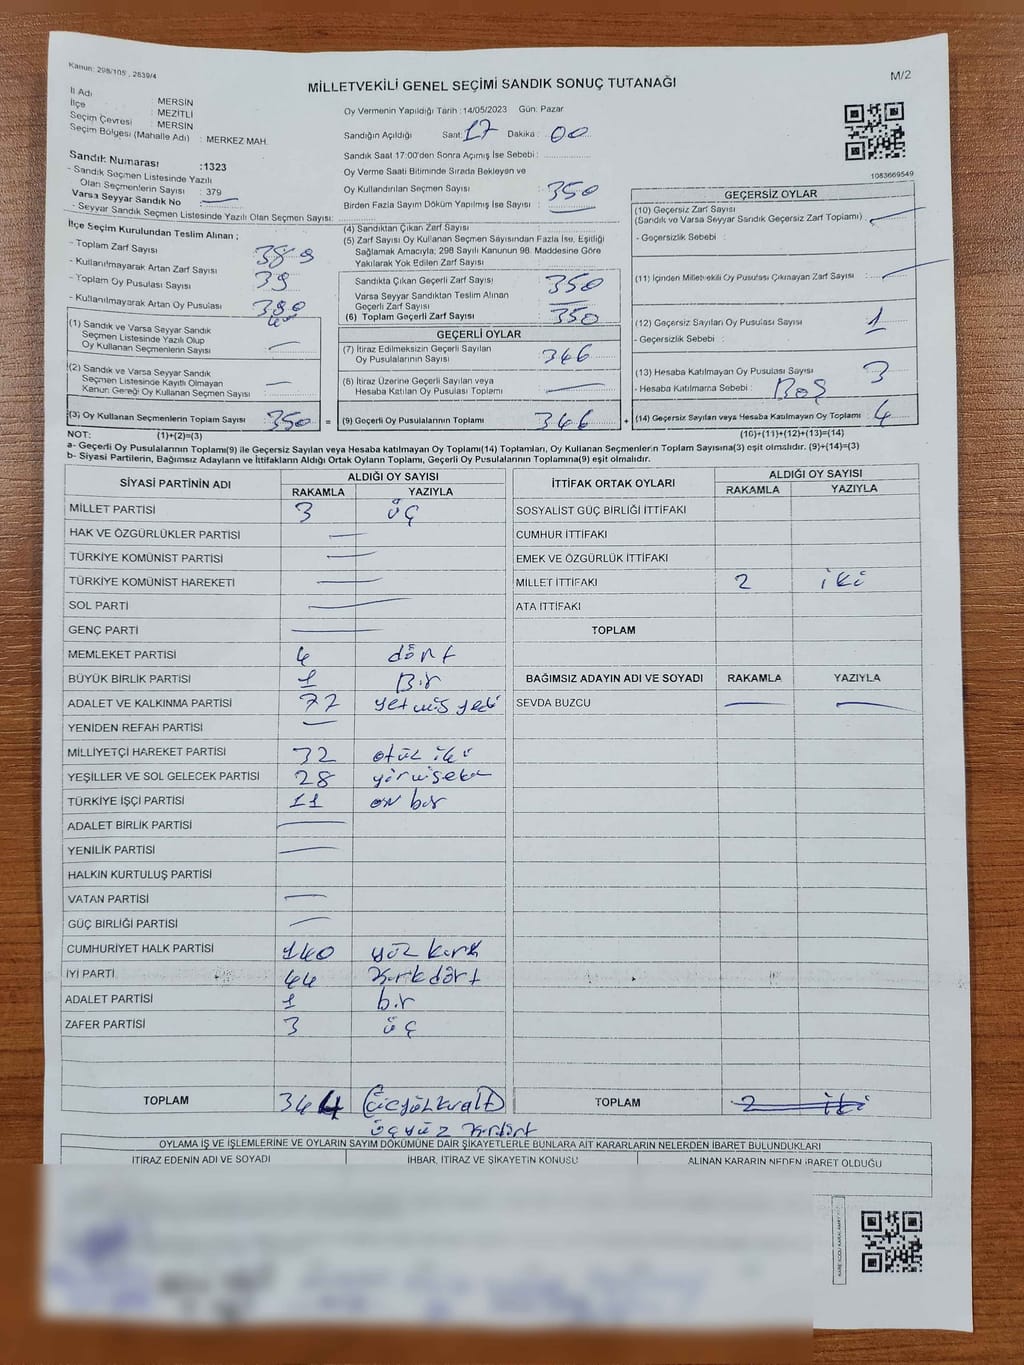 Kanun: 298/105 , 2839/4
M/2
MİLLETVEKİLİ GENEL SEÇİMİ SANDIK SONUÇ TUTANAĞI
İl Adı : MERSİN
İlçe : MEZİTLİ
Seçim Çevresi : MERSİN
Seçim Bölgesi (Mahalle Adı) : MERKEZ MAH.
Sandık Numarası :1323
- Sandık Seçmen Listesinde Yazılı
Olan Seçmenlerin Sayısı : 379
Varsa Seyyar Sandık No :
- Seyyar Sandık Seçmen Listesinde Yazılı Olan Seçmen Sayısı:
Oy Vermenin Yapıldığı Tarih :14/05/2023 Gün: Pazar
Sandığın Açıldığı Saat: 17 Dakika : 00
Sandık Saat 17:00'den Sonra Açımış İse Sebebi :
Oy Verme Saati Bitiminde Sırada Bekleyen ve
Oy Kullandırılan Seçmen Sayısı : 350
Birden Fazla Sayım Döküm Yapılmış İse Sayısı :
1083669549
İlçe Seçim Kurulundan Teslim Alınan ;
- Toplam Zarf Sayısı 389
- Kullanılmayarak Artan Zarf Sayısı 39
- Toplam Oy Pusulası Sayısı 380
- Kullanılmayarak Artan Oy Pusulası
(1) Sandık ve Varsa Seyyar Sandık
Seçmen Listesinde Yazılı Olup
Oy Kullanan Seçmenlerin Sayısı
(2) Sandık ve Varsa Seyyar Sandık
Seçmen Listesinde Kayıtlı Olmayan
Kanun Gereği Oy Kullanan Seçmen Sayısı
(3) Oy Kullanan Seçmenlerin Toplam Sayısı 350 =
(4) Sandıktan Çıkan Zarf Sayısı :
(5) Zarf Sayısı Oy Kullanan Seçmen Sayısından Fazla İse, Eşitliği
Sağlamak Amacıyla; 298 Sayılı Kanunun 98. Maddesine Göre
Yakılarak Yok Edilen Zarf Sayısı :
Sandıkta Çıkan Geçerli Zarf Sayısı 350
Varsa Seyyar Sandıktan Teslim Alınan
Geçerli Zarf Sayısı
(6) Toplam Geçerli Zarf Sayısı 350
GEÇERLİ OYLAR
(7) İtiraz Edilmeksizin Geçerli Sayılan
Oy Pusulalarının Sayısı 346
(8) İtiraz Üzerine Geçerli Sayılan veya
Hesaba Katılan Oy Pusulası Toplamı
(9) Geçerli Oy Pusulalarının Toplamı 346 +
GEÇERSİZ OYLAR
(10) Geçersiz Zarf Sayısı
(Sandık ve Varsa Seyyar Sandık Geçersiz Zarf Toplamı) :
- Geçersizlik Sebebi :
(11) İçinden Milletvekili Oy Pusulası Çıkmayan Zarf Sayısı :
(12) Geçersiz Sayılan Oy Pusulası Sayısı : 1
- Geçersizlik Sebebi :
(13) Hesaba Katılmayan Oy Pusulası Sayısı : 3
- Hesaba Katılmama Sebebi : Boş
(14) Geçersiz Sayılan veya Hesaba Katılmayan Oy Toplamı : 4
NOT: (1)+(2)=(3) (10)+(11)+(12)+(13)=(14)
a- Geçerli Oy Pusulalarının Toplamı(9) ile Geçersiz Sayılan veya Hesaba katılmayan Oy Toplamı(14) Toplamları, Oy Kullanan Seçmenlerin Toplam Sayısına(3) eşit olmalıdır. (9)+(14)=(3)
b- Siyasi Partilerin, Bağımsız Adayların ve İttifakların Aldığı Ortak Oyların Toplamı, Geçerli Oy Pusulalarının Toplamına(9) eşit olmalıdır.
SİYASİ PARTİNİN ADI ALDIĞI OY SAYISI
RAKAMLA YAZIYLA
MİLLET PARTİSİ 3 üç
HAK VE ÖZGÜRLÜKLER PARTİSİ
TÜRKİYE KOMÜNİST PARTİSİ
TÜRKİYE KOMÜNİST HAREKETİ
SOL PARTİ
GENÇ PARTİ
MEMLEKET PARTİSİ 4 dört
BÜYÜK BİRLİK PARTİSİ 1 Bir
ADALET VE KALKINMA PARTİSİ 77 yetmiş yedi
YENİDEN REFAH PARTİSİ
MİLLİYETÇİ HAREKET PARTİSİ 32 otuz iki
YEŞİLLER VE SOL GELECEK PARTİSİ 28
TÜRKİYE İŞÇİ PARTİSİ 11 on bir
ADALET BİRLİK PARTİSİ
YENİLİK PARTİSİ
HALKIN KURTULUŞ PARTİSİ
VATAN PARTİSİ
GÜÇ BİRLİĞİ PARTİSİ
CUMHURİYET HALK PARTİSİ 140 yüz kırk
İYİ PARTİ 44 Kırkdört
ADALET PARTİSİ 1 bir
ZAFER PARTİSİ 3 üç
TOPLAM 344
İTTİFAK ORTAK OYLARI ALDIĞI OY SAYISI
RAKAMLA YAZIYLA
SOSYALİST GÜÇ BİRLİĞİ İTTİFAKI
CUMHUR İTTİFAKI
EMEK VE ÖZGÜRLÜK İTTİFAKI
MİLLET İTTİFAKI 2 iki
ATA İTTİFAKI
TOPLAM
BAĞIMSIZ ADAYIN ADI VE SOYADI RAKAMLA YAZIYLA
SEVDA BUZCU
TOPLAM 2 iki
OYLAMA İŞ VE İŞLEMLERİNE VE OYLARIN SAYIM DÖKÜMÜNE DAİR ŞİKAYETLERLE BUNLARA AİT KARARLARIN NELERDEN İBARET BULUNDUKLARI
İTİRAZ EDENİN ADI VE SOYADI İHBAR, İTİRAZ VE ŞİKAYETİN KONUSU ALINAN KARARIN NEDEN İBARET OLDUĞU